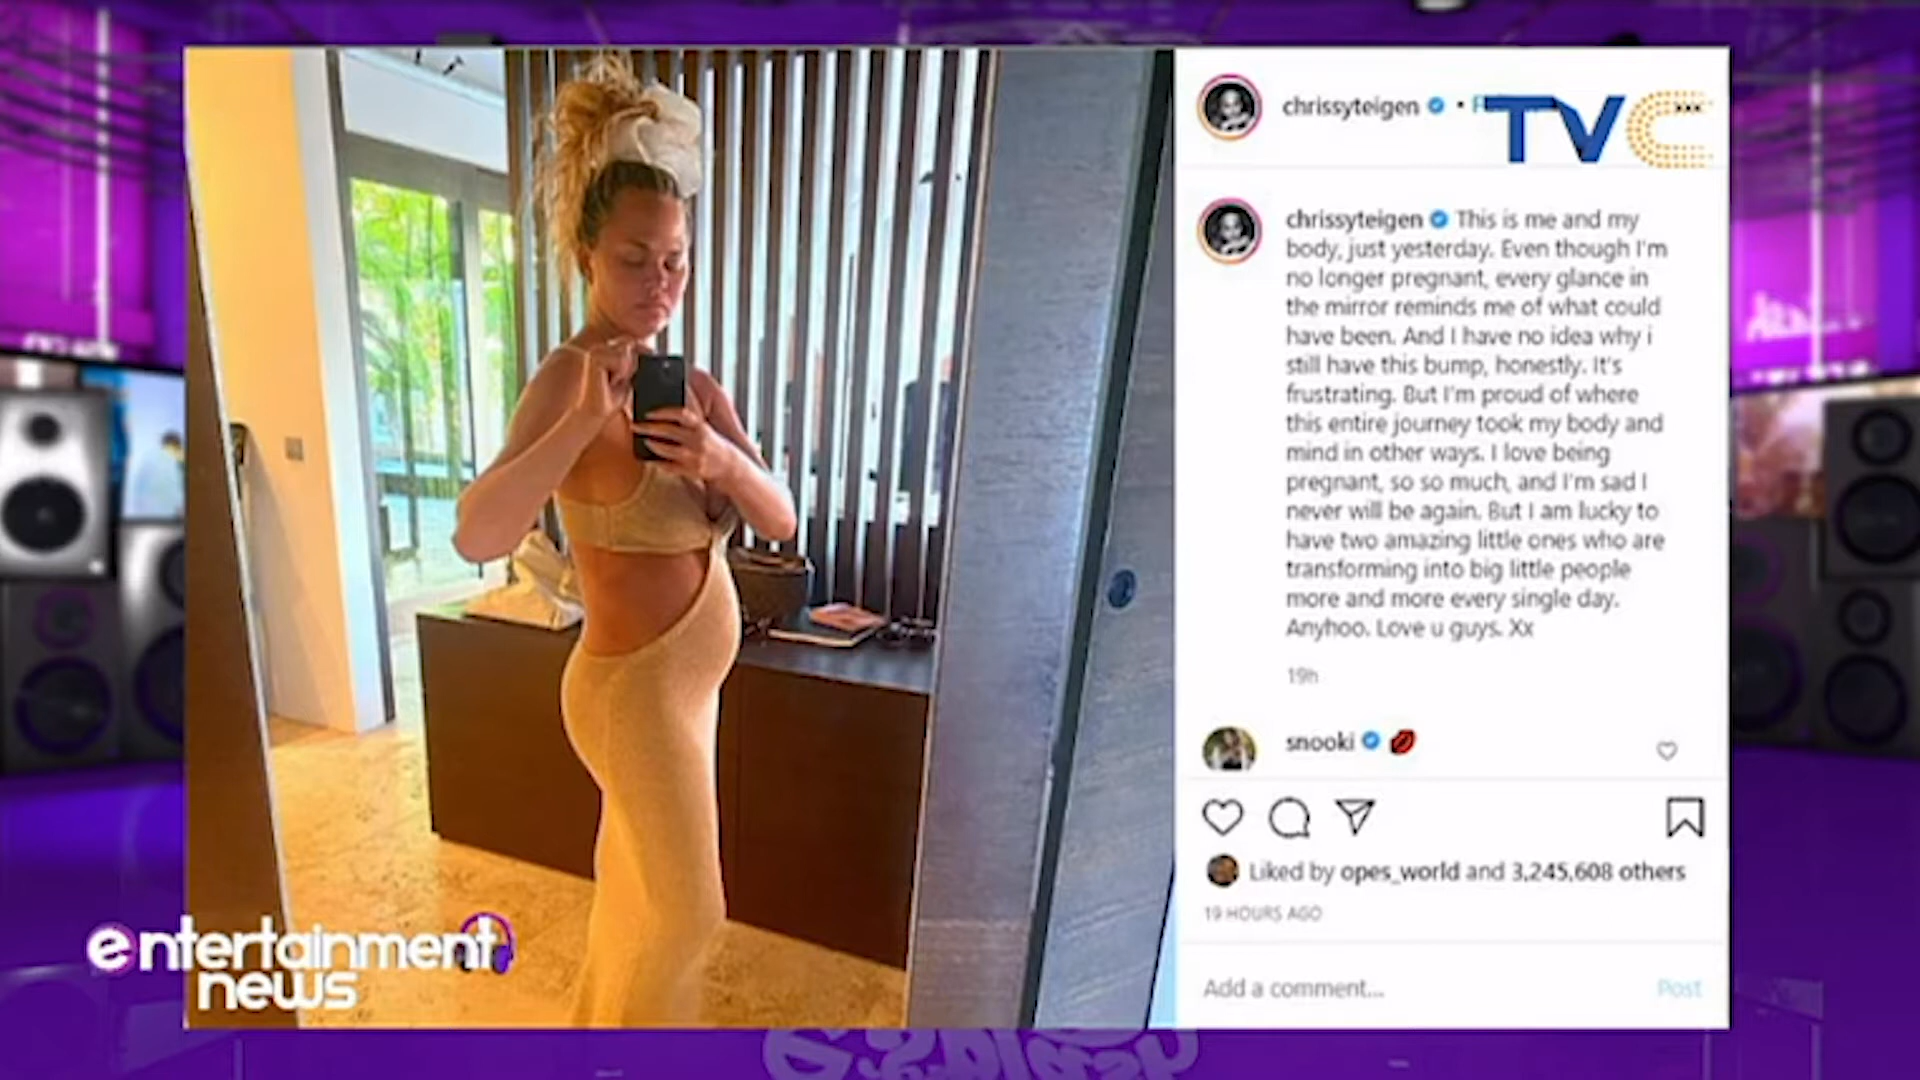 chrissyteigen •
TVC
chrissyteigen This is me and my
body, just yesterday. Even though I'm
no longer pregnant, every glance in
the mirror reminds me of what could
have been. And I have no idea why i
still have this bump, honestly. It's
frustrating. But I'm proud of where
this entire journey took my body and
mind in other ways. I love being
pregnant, so so much, and I'm sad I
never will be again. But I am lucky to
have two amazing little ones who are
transforming into big little people
more and more every single day.
Anyhoo. Love u guys. Xx
19h
snooki 💋
Liked by opes_world and 3,245,608 others
19 HOURS AGO
Add a comment... Post
entertainment
news